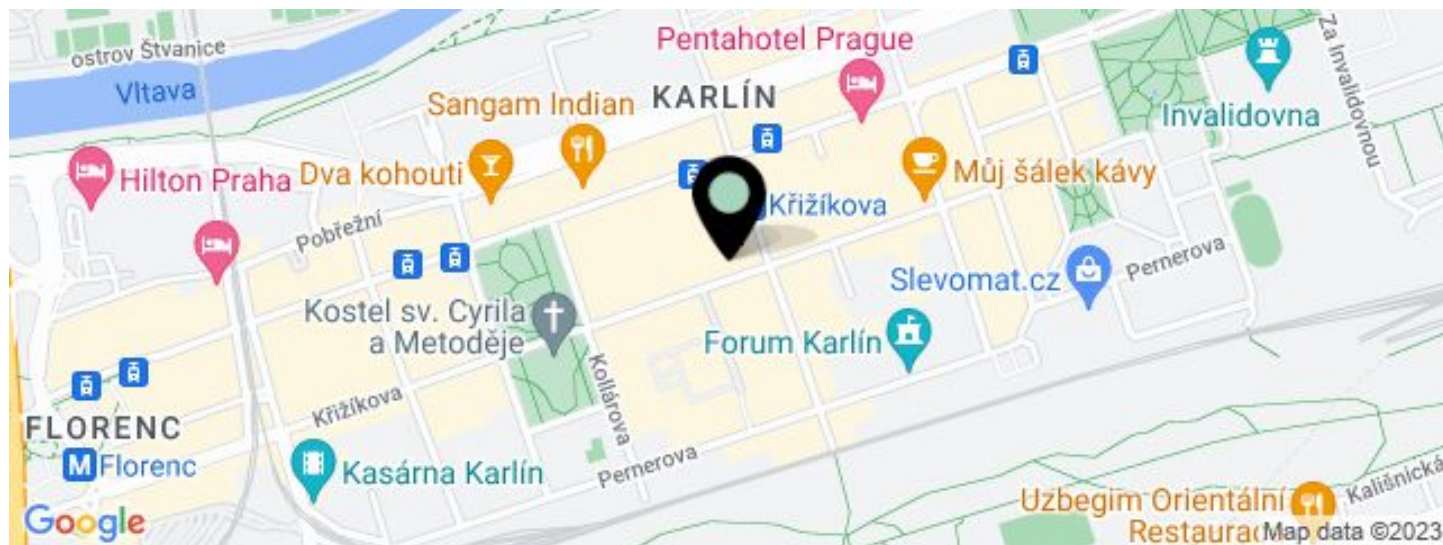 ostrov Štvanice
Vltava
Pentahotel Prague
KARLÍN
Sangam Indian
Za Invalidovnou
Invalidovna
Hilton Praha
Dva kohouti
Můj šálek kávy
Křižíkova
Pobřežní
Slevomat.cz
Pernerova
Kostel sv. Cyrila
a Metoděje
Forum Karlín
Kollárova
Křižíkova
FLORENC
M Florenc
Kasárna Karlín
Pernerova
Uzbegim Orientální
Kališnická
Google
Map data ©2023